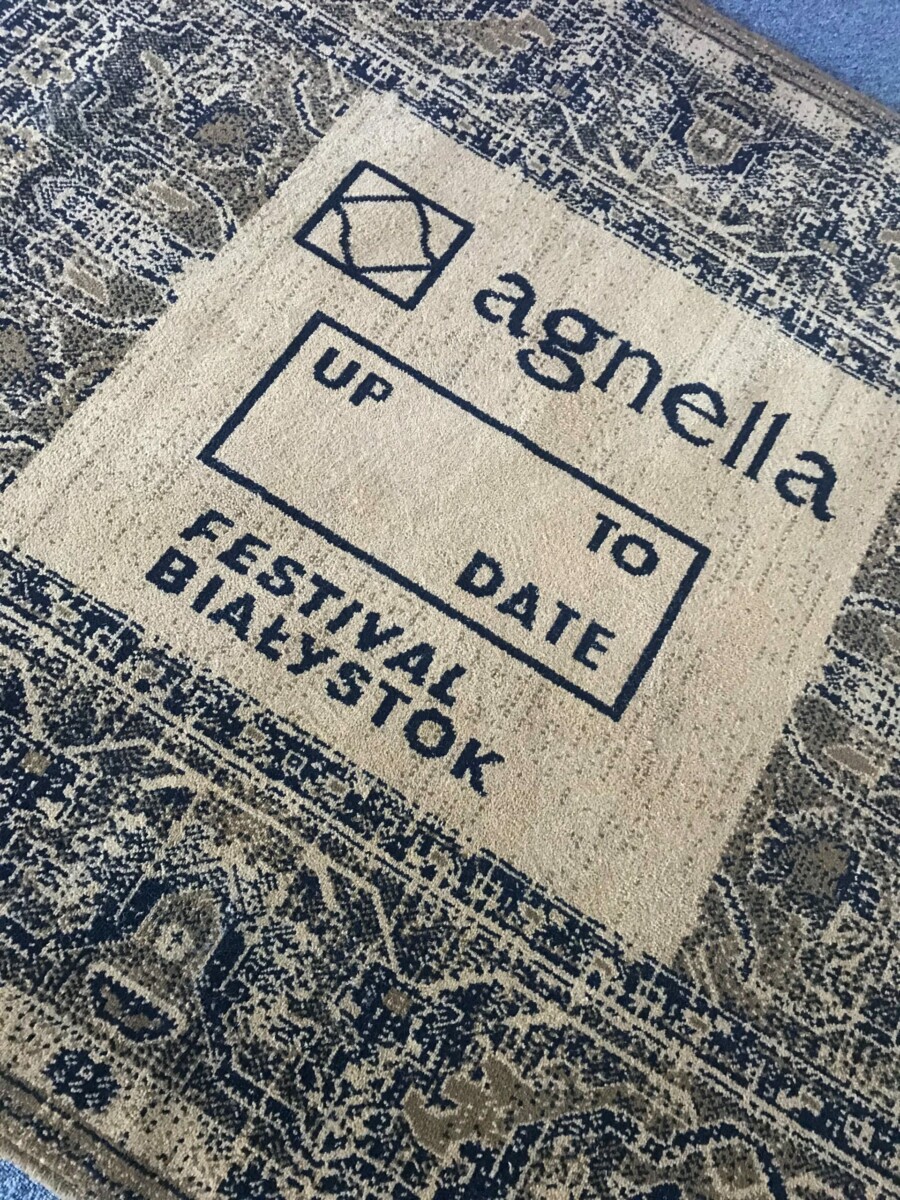 agnella
UP
TO
DATE
FESTIVAL
BIAŁYSTOK